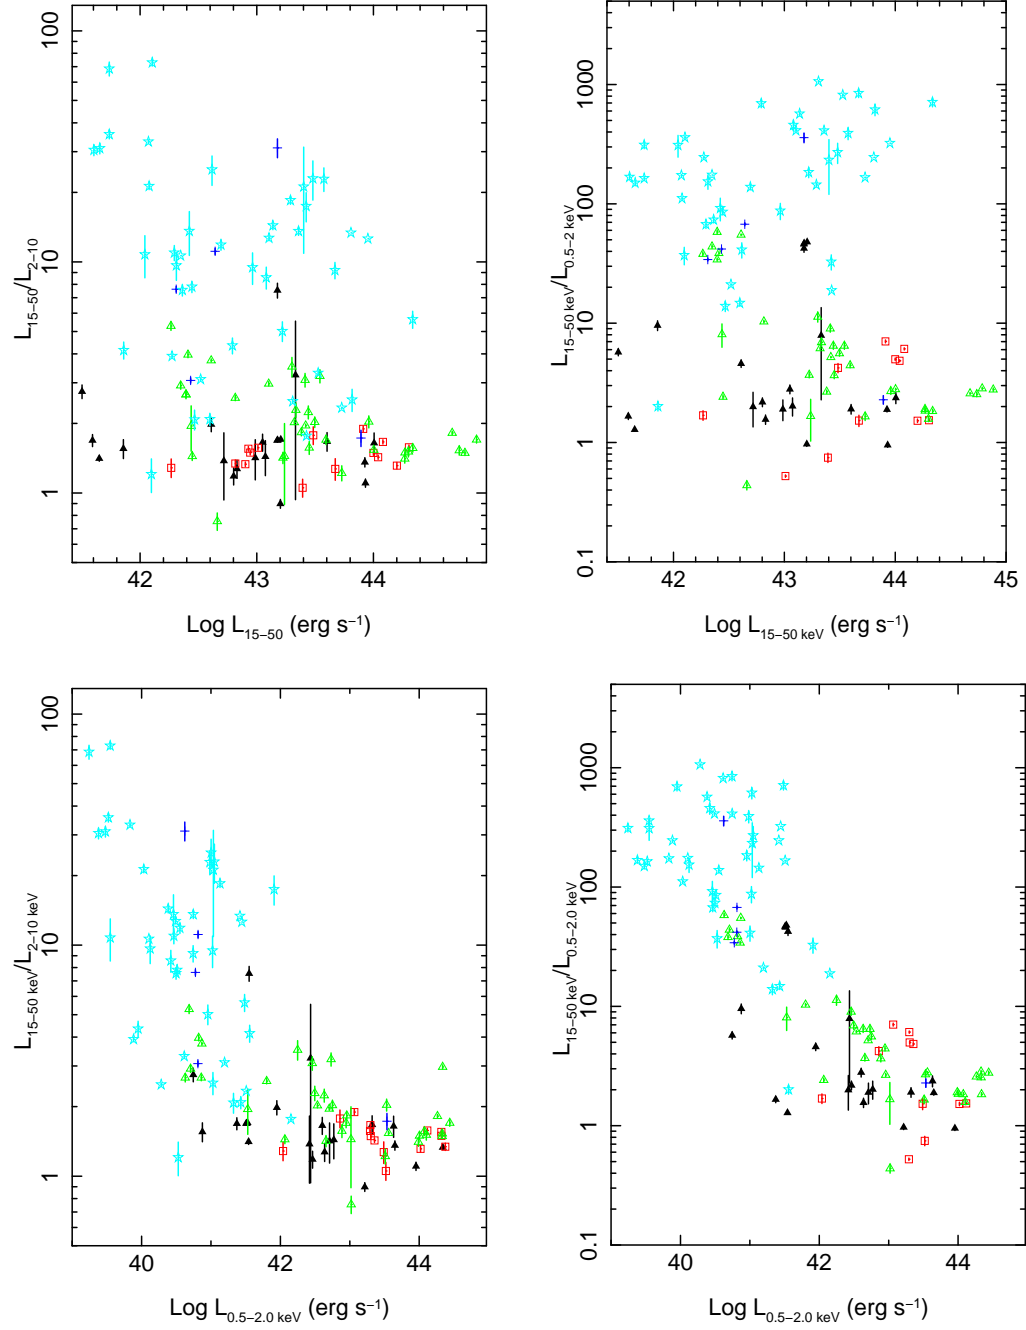 100
10
1
L15−50/L2−10
42 43 44
Log L15−50 (erg s−1)
1000
100
10
1
0.1
L15−50 keV/L0.5−2 keV
42 43 44 45
Log L15−50 keV (erg s−1)
100
10
1
L15−50 keV/L2−10 keV
40 42 44
Log L0.5−2.0 keV (erg s−1)
1000
100
10
1
0.1
L15−50 keV/L0.5−2.0 keV
40 42 44
Log L0.5−2.0 keV (erg s−1)